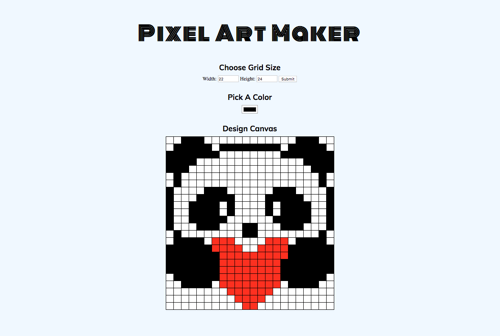 Pixel Art Maker
Choose Grid Size
Width: 22 Height: 24 Submit
Pick A Color
Design Canvas